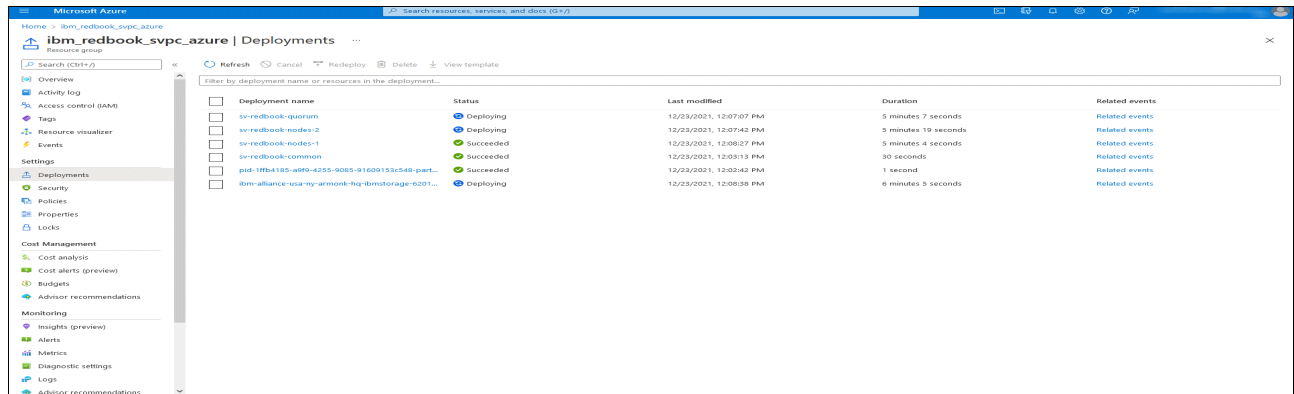 Microsoft Azure
Search resources, services, and docs (G+/)
Home > ibm_redbook_svpc_azure
ibm_redbook_svpc_azure | Deployments ...
Resource group
Search (Ctrl+/)
Refresh Cancel Redeploy Delete View template
Overview
Activity log
Access control (IAM)
Tags
Resource visualizer
Events
Settings
Deployments
Security
Policies
Properties
Locks
Cost Management
Cost analysis
Cost alerts (preview)
Budgets
Advisor recommendations
Monitoring
Insights (preview)
Alerts
Metrics
Diagnostic settings
Logs
Advisor recommendations
Filter by deployment name or resources in the deployment...
Deployment name Status Last modified Duration Related events
sv-redbook-quorum Deploying 12/23/2021, 12:07:07 PM 5 minutes 7 seconds Related events
sv-redbook-nodes-2 Deploying 12/23/2021, 12:07:42 PM 5 minutes 19 seconds Related events
sv-redbook-nodes-1 Succeeded 12/23/2021, 12:08:27 PM 5 minutes 4 seconds Related events
sv-redbook-common Succeeded 12/23/2021, 12:03:13 PM 30 seconds Related events
pid-1ffb4185-a9f9-4255-9085-91609153c548-part... Succeeded 12/23/2021, 12:02:42 PM 1 second Related events
ibm-alliance-usa-ny-armonk-hq-ibmstorage-6201... Deploying 12/23/2021, 12:08:38 PM 6 minutes 5 seconds Related events